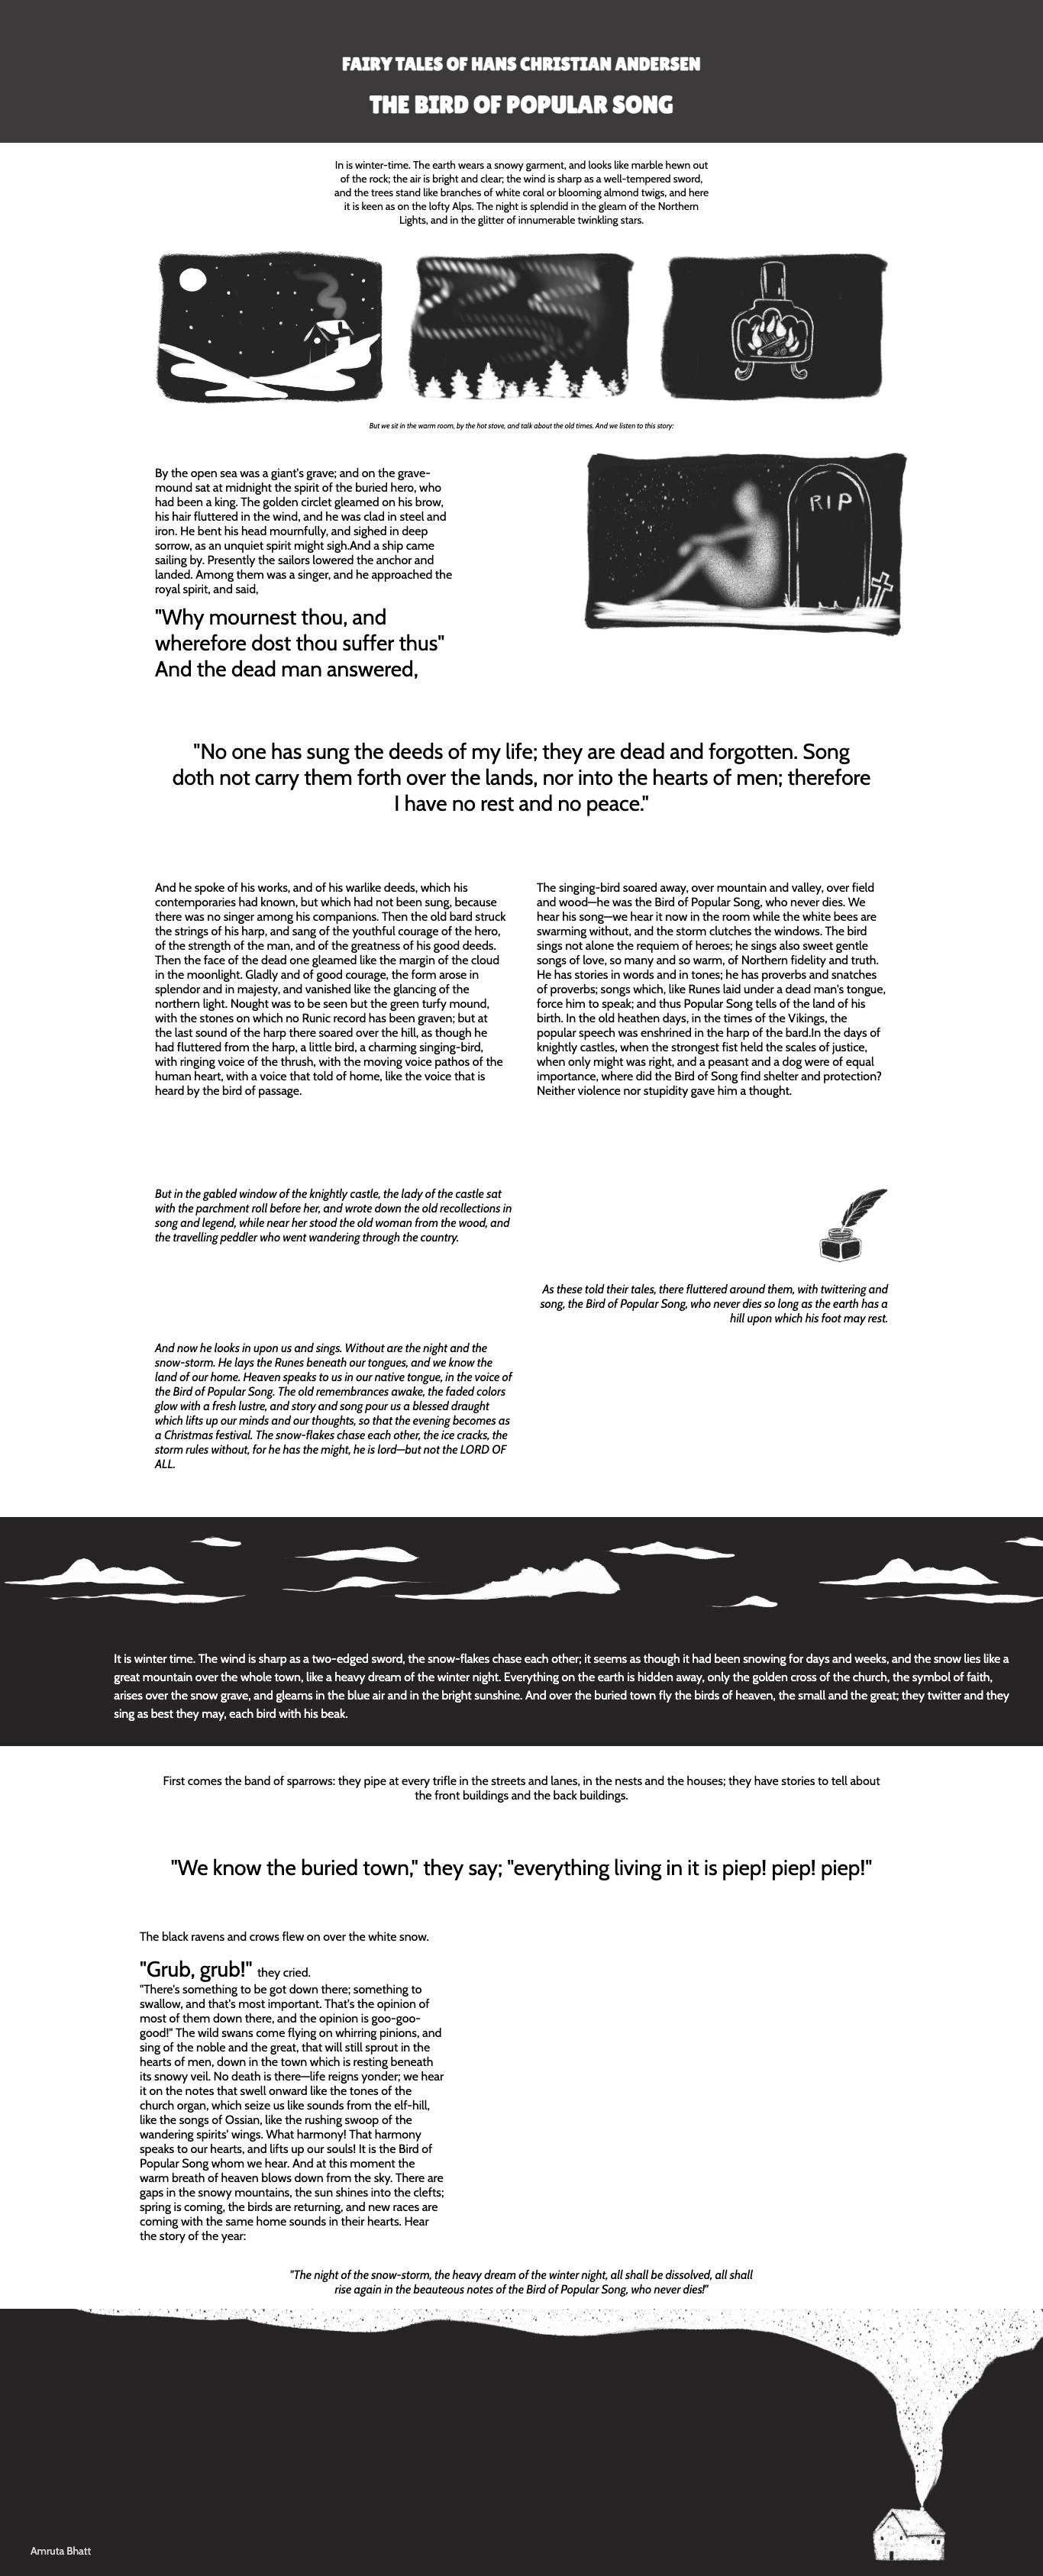 FAIRY TALES OF HANS CHRISTIAN ANDERSEN
THE BIRD OF POPULAR SONG
In is winter-time. The earth wears a snowy garment, and looks like marble hewn out
of the rock; the air is bright and clear; the wind is sharp as a well-tempered sword,
and the trees stand like branches of white coral or blooming almond twigs, and here
it is keen as on the lofty Alps. The night is splendid in the gleam of the Northern
Lights, and in the glitter of innumerable twinkling stars.
But we sit in the warm room, by the hot stove, and talk about the old times. And we listen to this story:
By the open sea was a giant's grave; and on the grave-
mound sat at midnight the spirit of the buried hero, who
had been a king. The golden circlet gleamed on his brow,
his hair fluttered in the wind, and he was clad in steel and
iron. He bent his head mournfully, and sighed in deep
sorrow, as an unquiet spirit might sigh.And a ship came
sailing by. Presently the sailors lowered the anchor and
landed. Among them was a singer, and he approached the
royal spirit, and said,
"Why mournest thou, and
wherefore dost thou suffer thus"
And the dead man answered,
RIP
"No one has sung the deeds of my life; they are dead and forgotten. Song
doth not carry them forth over the lands, nor into the hearts of men; therefore
I have no rest and no peace."
And he spoke of his works, and of his warlike deeds, which his
contemporaries had known, but which had not been sung, because
there was no singer among his companions. Then the old bard struck
the strings of his harp, and sang of the youthful courage of the hero,
of the strength of the man, and of the greatness of his good deeds.
Then the face of the dead one gleamed like the margin of the cloud
in the moonlight. Gladly and of good courage, the form arose in
splendor and in majesty, and vanished like the glancing of the
northern light. Nought was to be seen but the green turfy mound,
with the stones on which no Runic record has been graven; but at
the last sound of the harp there soared over the hill, as though he
had fluttered from the harp, a little bird, a charming singing-bird,
with ringing voice of the thrush, with the moving voice pathos of the
human heart, with a voice that told of home, like the voice that is
heard by the bird of passage.
The singing-bird soared away, over mountain and valley, over field
and wood—he was the Bird of Popular Song, who never dies. We
hear his song—we hear it now in the room while the white bees are
swarming without, and the storm clutches the windows. The bird
sings not alone the requiem of heroes; he sings also sweet gentle
songs of love, so many and so warm, of Northern fidelity and truth.
He has stories in words and in tones; he has proverbs and snatches
of proverbs; songs which, like Runes laid under a dead man's tongue,
force him to speak; and thus Popular Song tells of the land of his
birth. In the old heathen days, in the times of the Vikings, the
popular speech was enshrined in the harp of the bard.In the days of
knightly castles, when the strongest fist held the scales of justice,
when only might was right, and a peasant and a dog were of equal
importance, where did the Bird of Song find shelter and protection?
Neither violence nor stupidity gave him a thought.
But in the gabled window of the knightly castle, the lady of the castle sat
with the parchment roll before her, and wrote down the old recollections in
song and legend, while near her stood the old woman from the wood, and
the travelling peddler who went wandering through the country.
As these told their tales, there fluttered around them, with twittering and
song, the Bird of Popular Song, who never dies so long as the earth has a
hill upon which his foot may rest.
And now he looks in upon us and sings. Without are the night and the
snow-storm. He lays the Runes beneath our tongues, and we know the
land of our home. Heaven speaks to us in our native tongue, in the voice of
the Bird of Popular Song. The old remembrances awake, the faded colors
glow with a fresh lustre, and story and song pour us a blessed draught
which lifts up our minds and our thoughts, so that the evening becomes as
a Christmas festival. The snow-flakes chase each other, the ice cracks, the
storm rules without, for he has the might, he is lord—but not the LORD OF
ALL.
It is winter time. The wind is sharp as a two-edged sword, the snow-flakes chase each other; it seems as though it had been snowing for days and weeks, and the snow lies like a
great mountain over the whole town, like a heavy dream of the winter night. Everything on the earth is hidden away, only the golden cross of the church, the symbol of faith,
arises over the snow grave, and gleams in the blue air and in the bright sunshine. And over the buried town fly the birds of heaven, the small and the great; they twitter and they
sing as best they may, each bird with his beak.
First comes the band of sparrows: they pipe at every trifle in the streets and lanes, in the nests and the houses; they have stories to tell about
the front buildings and the back buildings.
"We know the buried town," they say; "everything living in it is piep! piep! piep!"
The black ravens and crows flew on over the white snow.
"Grub, grub!" they cried.
"There's something to be got down there; something to
swallow, and that's most important. That's the opinion of
most of them down there, and the opinion is goo-goo-
good!" The wild swans come flying on whirring pinions, and
sing of the noble and the great, that will still sprout in the
hearts of men, down in the town which is resting beneath
its snowy veil. No death is there—life reigns yonder; we hear
it on the notes that swell onward like the tones of the
church organ, which seize us like sounds from the elf-hill,
like the songs of Ossian, like the rushing swoop of the
wandering spirits' wings. What harmony! That harmony
speaks to our hearts, and lifts up our souls! It is the Bird of
Popular Song whom we hear. And at this moment the
warm breath of heaven blows down from the sky. There are
gaps in the snowy mountains, the sun shines into the clefts;
spring is coming, the birds are returning, and new races are
coming with the same home sounds in their hearts. Hear
the story of the year:
"The night of the snow-storm, the heavy dream of the winter night, all shall be dissolved, all shall
rise again in the beauteous notes of the Bird of Popular Song, who never dies!"
Amruta Bhatt